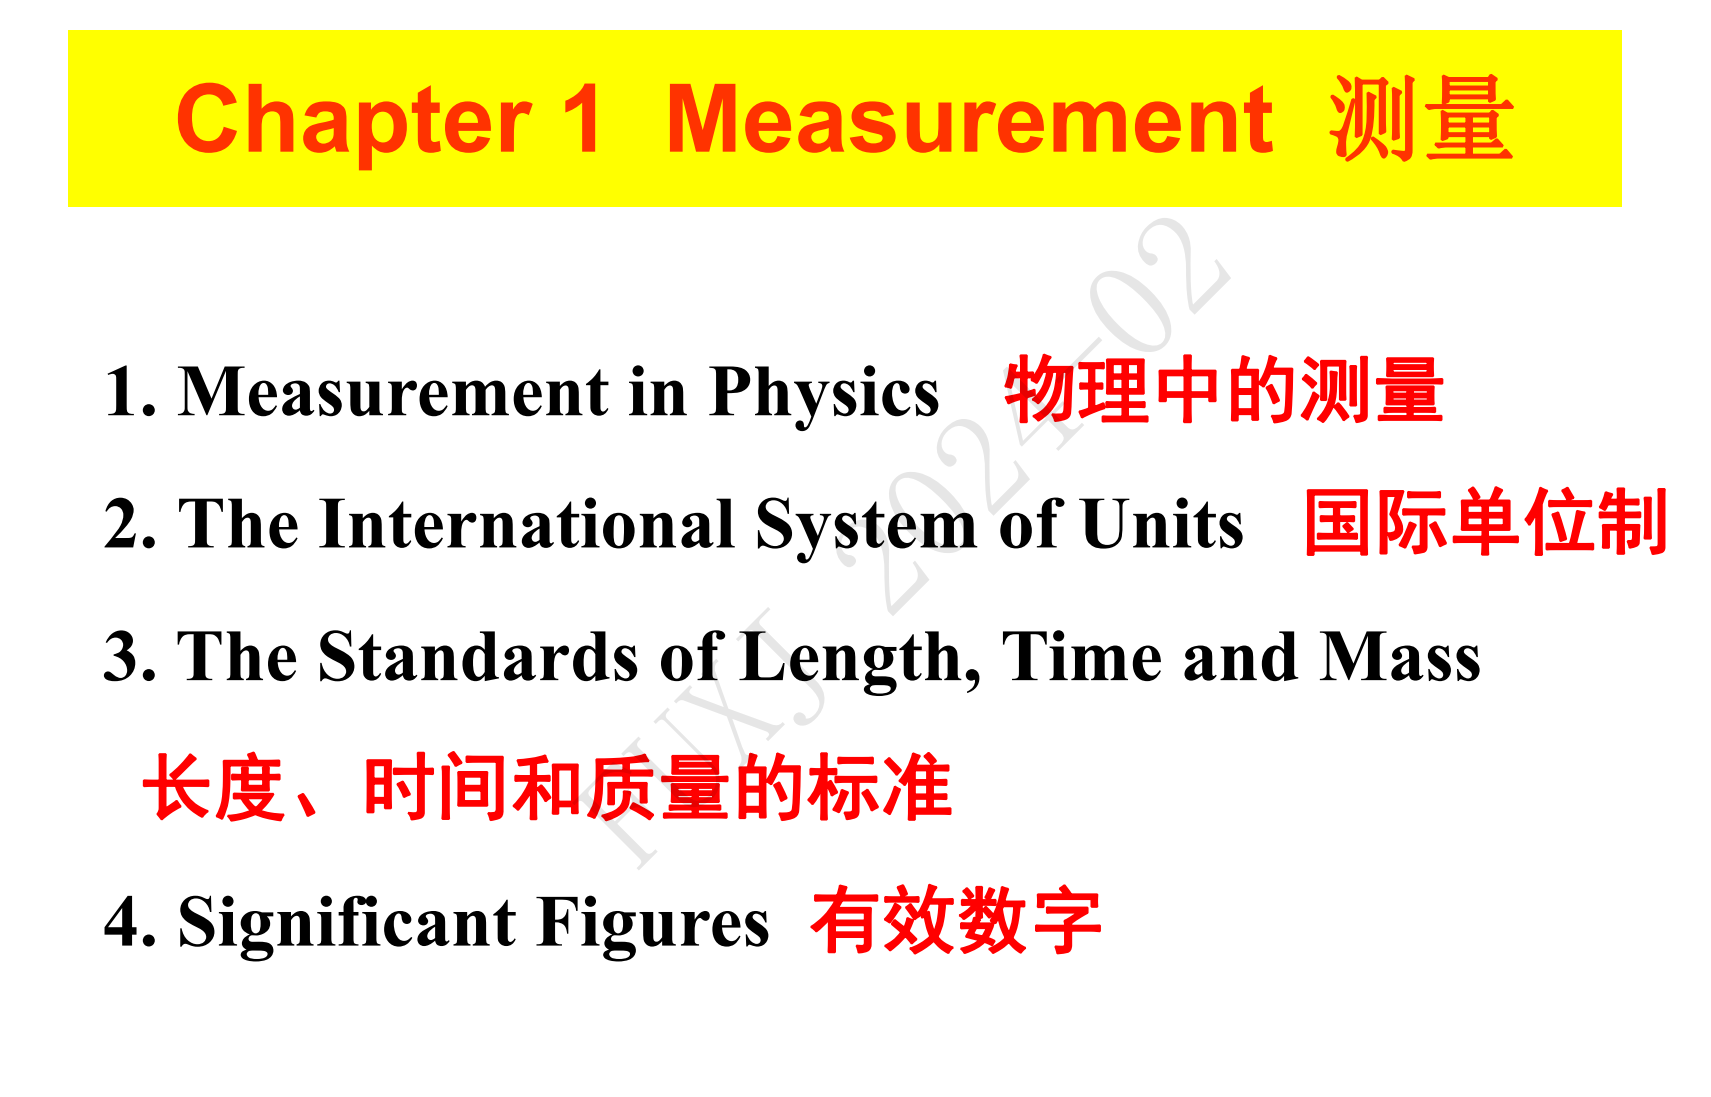 Chapter 1 Measurement 测量
1. Measurement in Physics 物理中的测量
2. The International System of Units 国际单位制
3. The Standards of Length, Time and Mass
长度、时间和质量的标准
4. Significant Figures 有效数字
FUXJ 2024-02